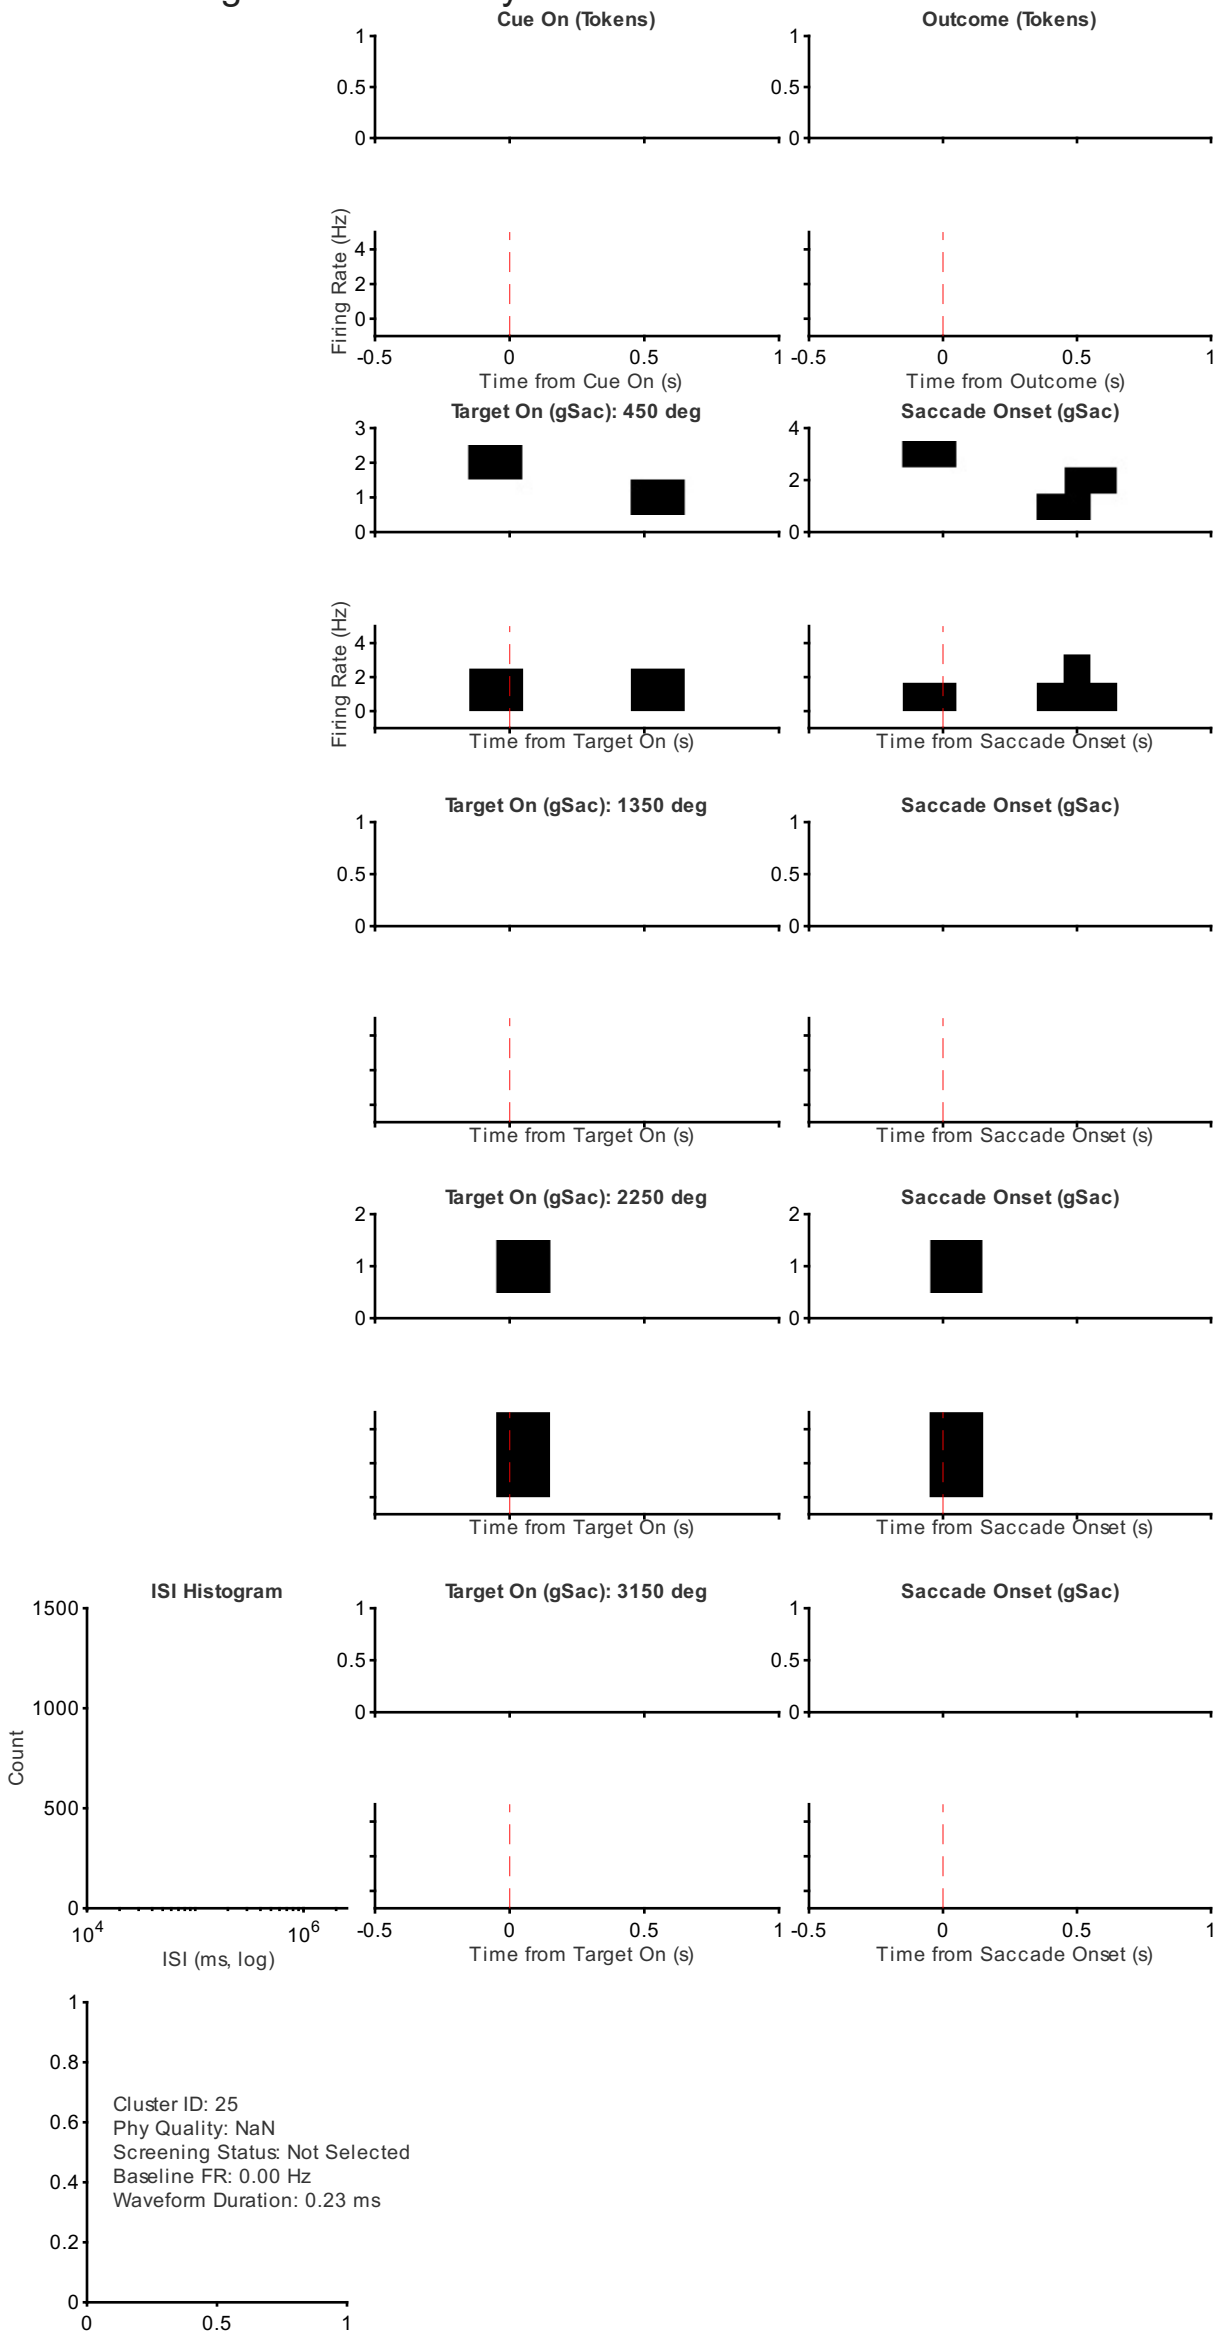 Cue On (Tokens)
Outcome (Tokens)
1
0.5
0
1
0.5
0
Firing Rate (Hz)
4
2
0
-0.5 0 0.5 1
-0.5 0 0.5 1
Time from Cue On (s)
Time from Outcome (s)
Target On (gSac): 450 deg
Saccade Onset (gSac)
3
2
1
0
4
2
0
Firing Rate (Hz)
4
2
0
Time from Target On (s)
Time from Saccade Onset (s)
Target On (gSac): 1350 deg
Saccade Onset (gSac)
1
0.5
0
1
0.5
0
Time from Target On (s)
Time from Saccade Onset (s)
Target On (gSac): 2250 deg
Saccade Onset (gSac)
2
1
0
2
1
0
Time from Target On (s)
Time from Saccade Onset (s)
ISI Histogram
1500
1000
500
0
Count
10^4 10^6
ISI (ms, log)
Target On (gSac): 3150 deg
Saccade Onset (gSac)
1
0.5
0
1
0.5
0
-0.5 0 0.5 1
-0.5 0 0.5 1
Time from Target On (s)
Time from Saccade Onset (s)
1
0.8
0.6
0.4
0.2
0
Cluster ID: 25
Phy Quality: NaN
Screening Status: Not Selected
Baseline FR: 0.00 Hz
Waveform Duration: 0.23 ms
0 0.5 1